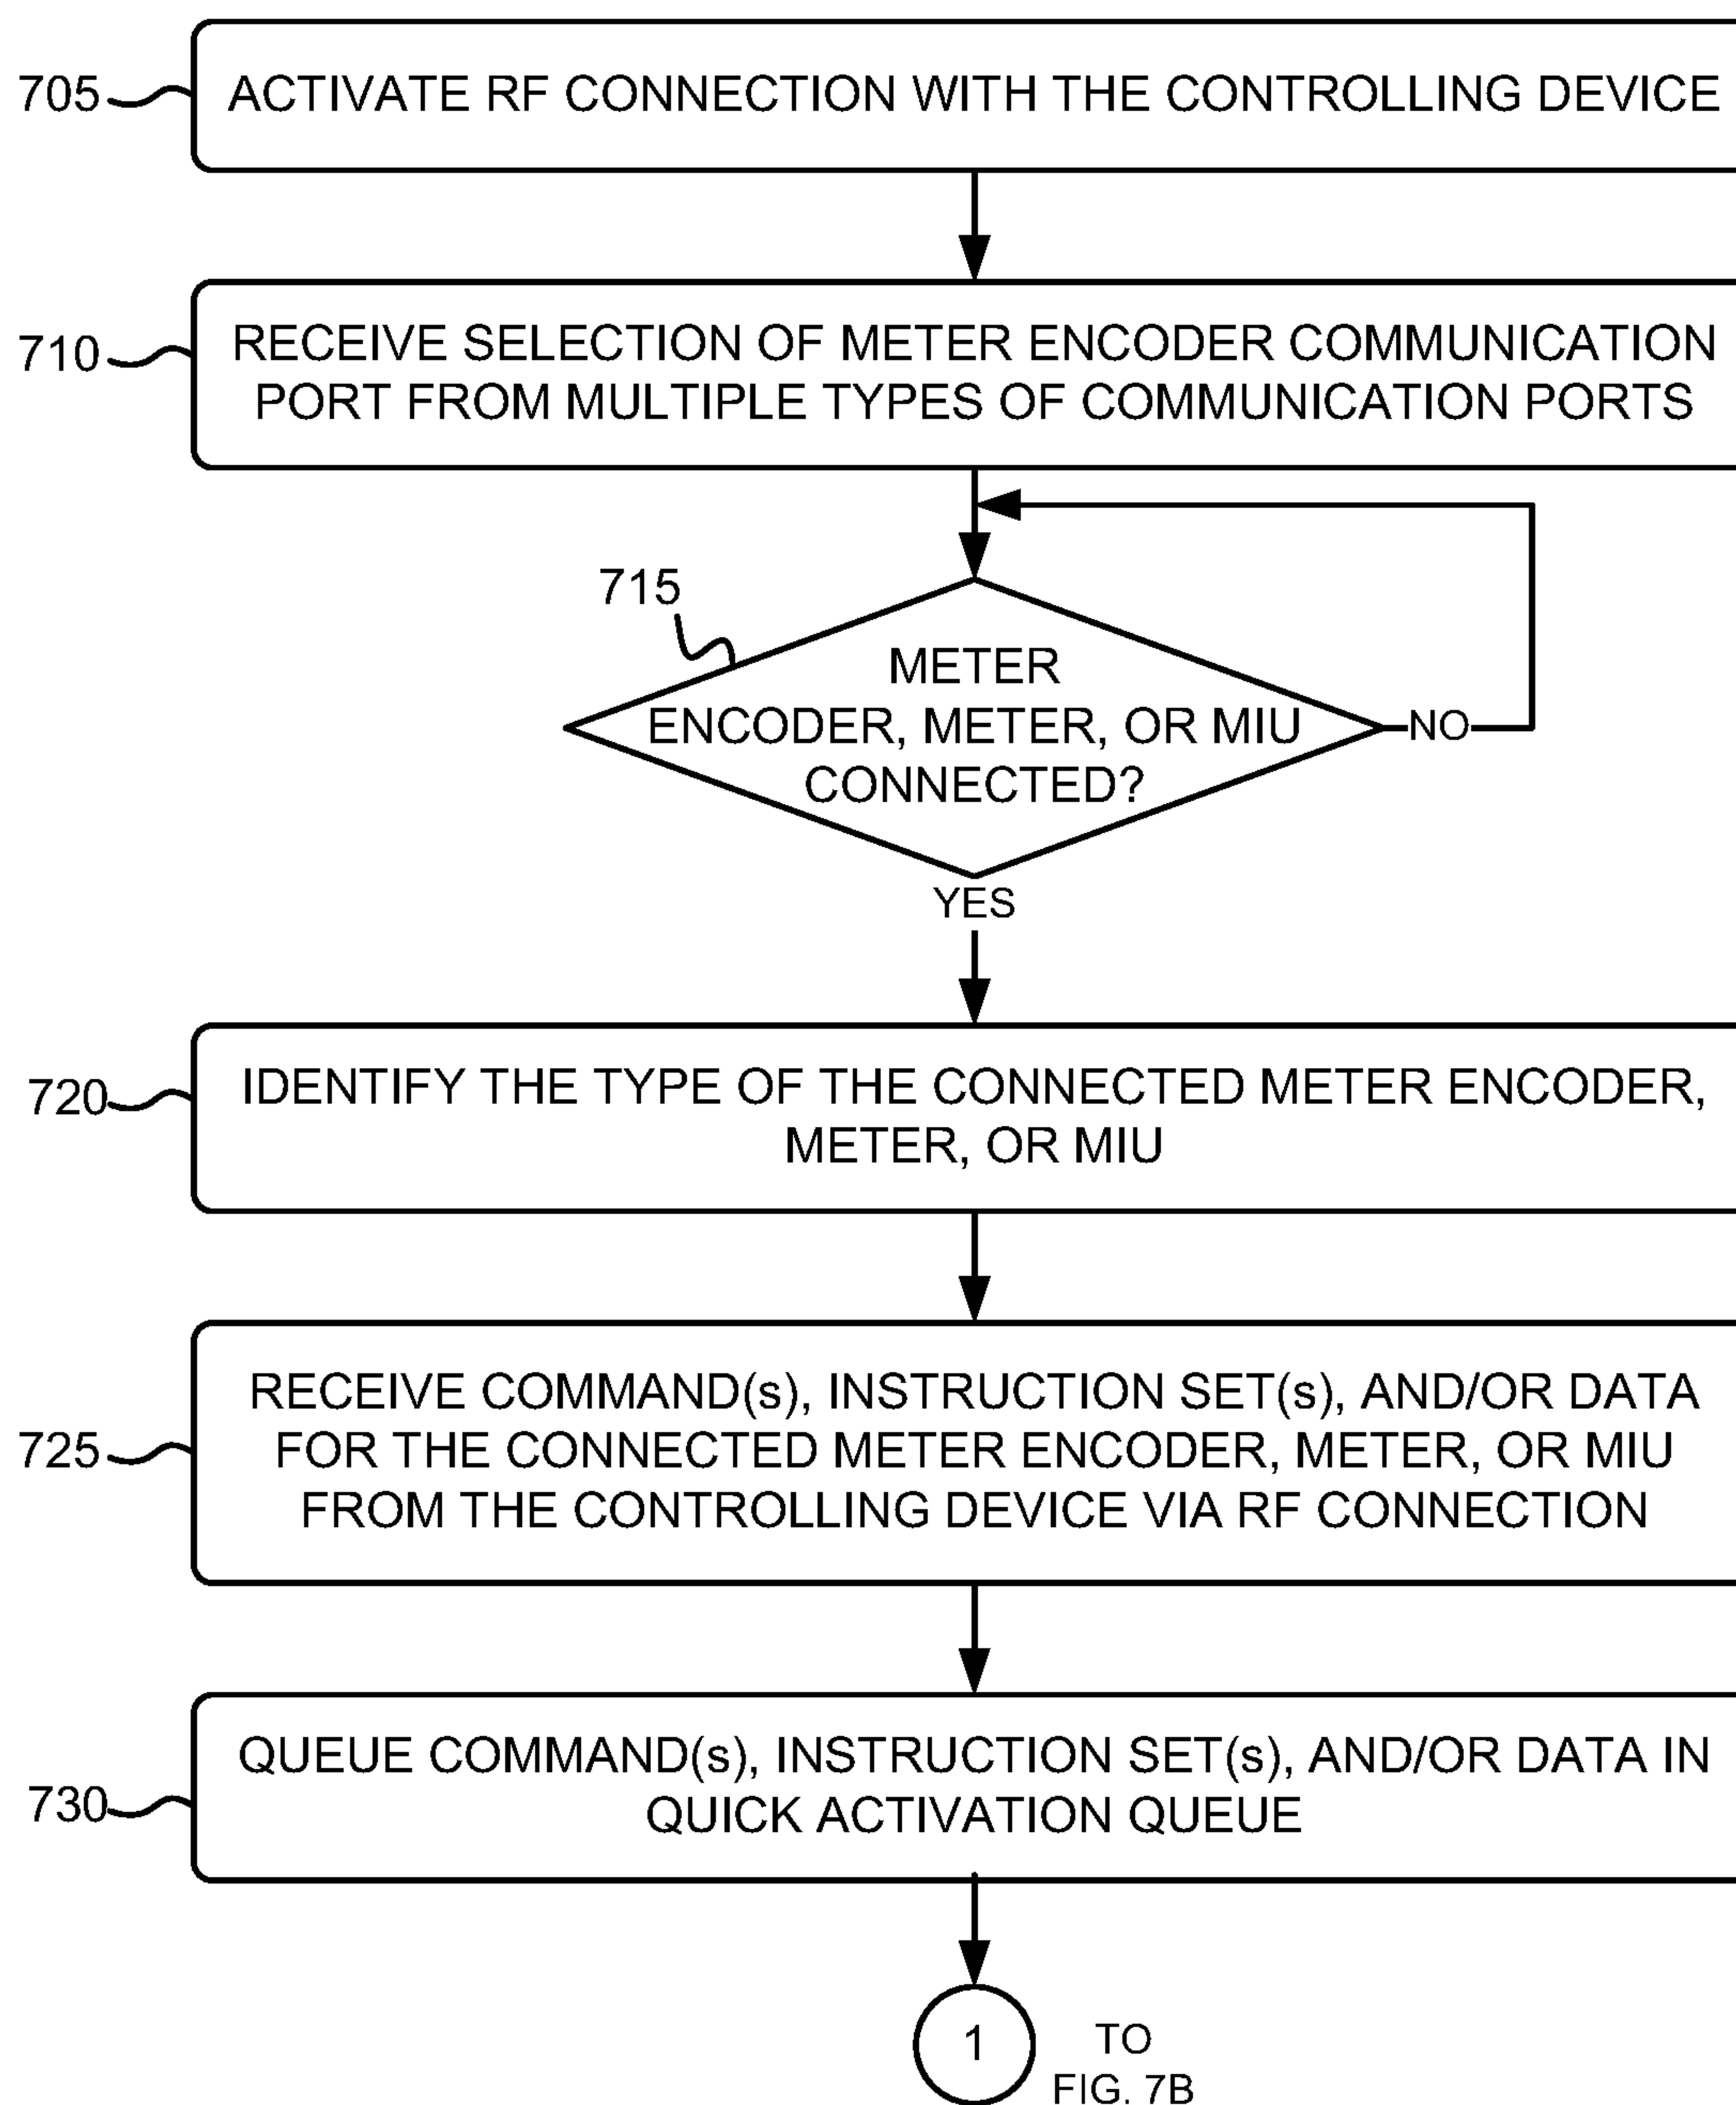 705
ACTIVATE RF CONNECTION WITH THE CONTROLLING DEVICE
710
RECEIVE SELECTION OF METER ENCODER COMMUNICATION
PORT FROM MULTIPLE TYPES OF COMMUNICATION PORTS
715
METER
ENCODER, METER, OR MIU
CONNECTED?
NO
YES
720
IDENTIFY THE TYPE OF THE CONNECTED METER ENCODER,
METER, OR MIU
725
RECEIVE COMMAND(s), INSTRUCTION SET(s), AND/OR DATA
FOR THE CONNECTED METER ENCODER, METER, OR MIU
FROM THE CONTROLLING DEVICE VIA RF CONNECTION
730
QUEUE COMMAND(s), INSTRUCTION SET(s), AND/OR DATA IN
QUICK ACTIVATION QUEUE
1
TO
FIG. 7B